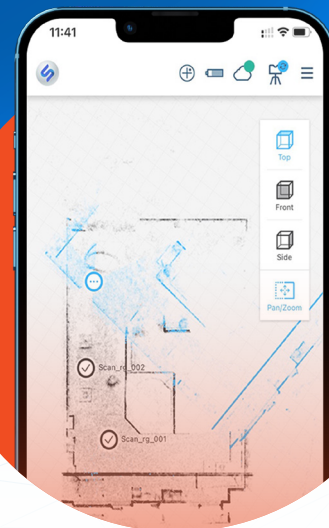 11:41
Top
Front
Side
Pan/Zoom
Scan_rg_002
Scan_rg_001